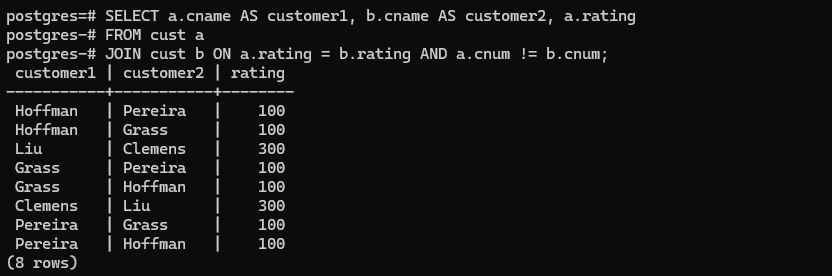 postgres=# SELECT a.cname AS customer1, b.cname AS customer2, a.rating
postgres-# FROM cust a
postgres-# JOIN cust b ON a.rating = b.rating AND a.cnum != b.cnum;
 customer1 | customer2 | rating
-----------+-----------+--------
 Hoffman   | Pereira   |    100
 Hoffman   | Grass     |    100
 Liu       | Clemens   |    300
 Grass     | Pereira   |    100
 Grass     | Hoffman   |    100
 Clemens   | Liu       |    300
 Pereira   | Grass     |    100
 Pereira   | Hoffman   |    100
(8 rows)